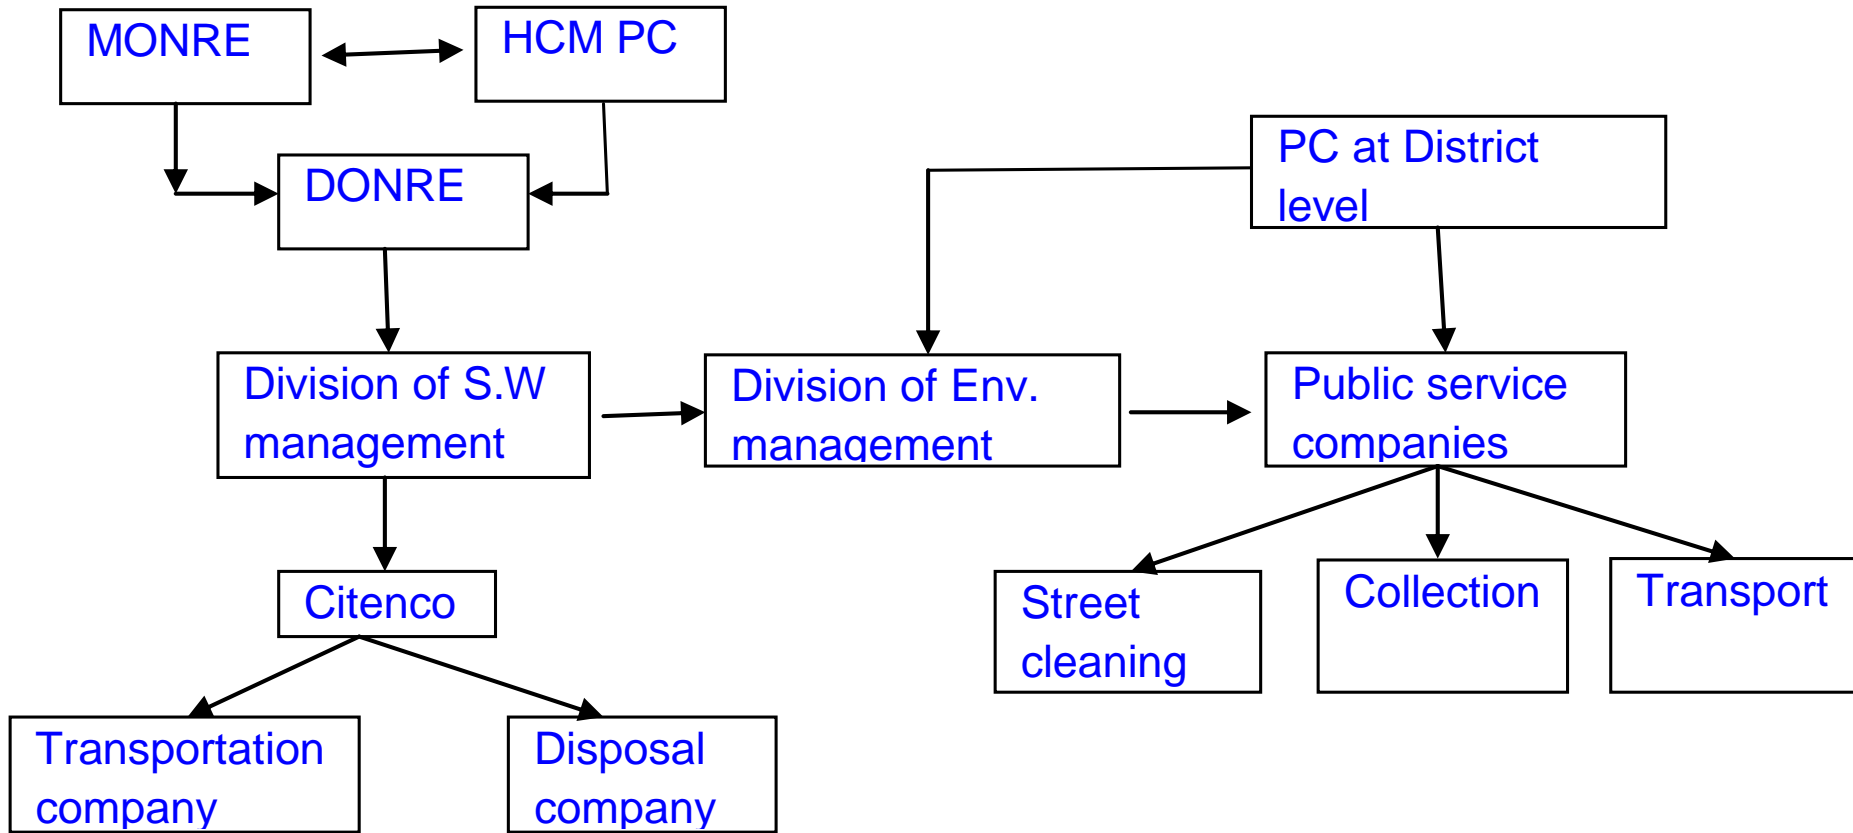 MONRE
HCM PC
PC at District
level
DONRE
Division of S.W
management
Division of Env.
management
Public service
companies
Citenco
Street
cleaning
Collection
Transport
Transportation
company
Disposal
company